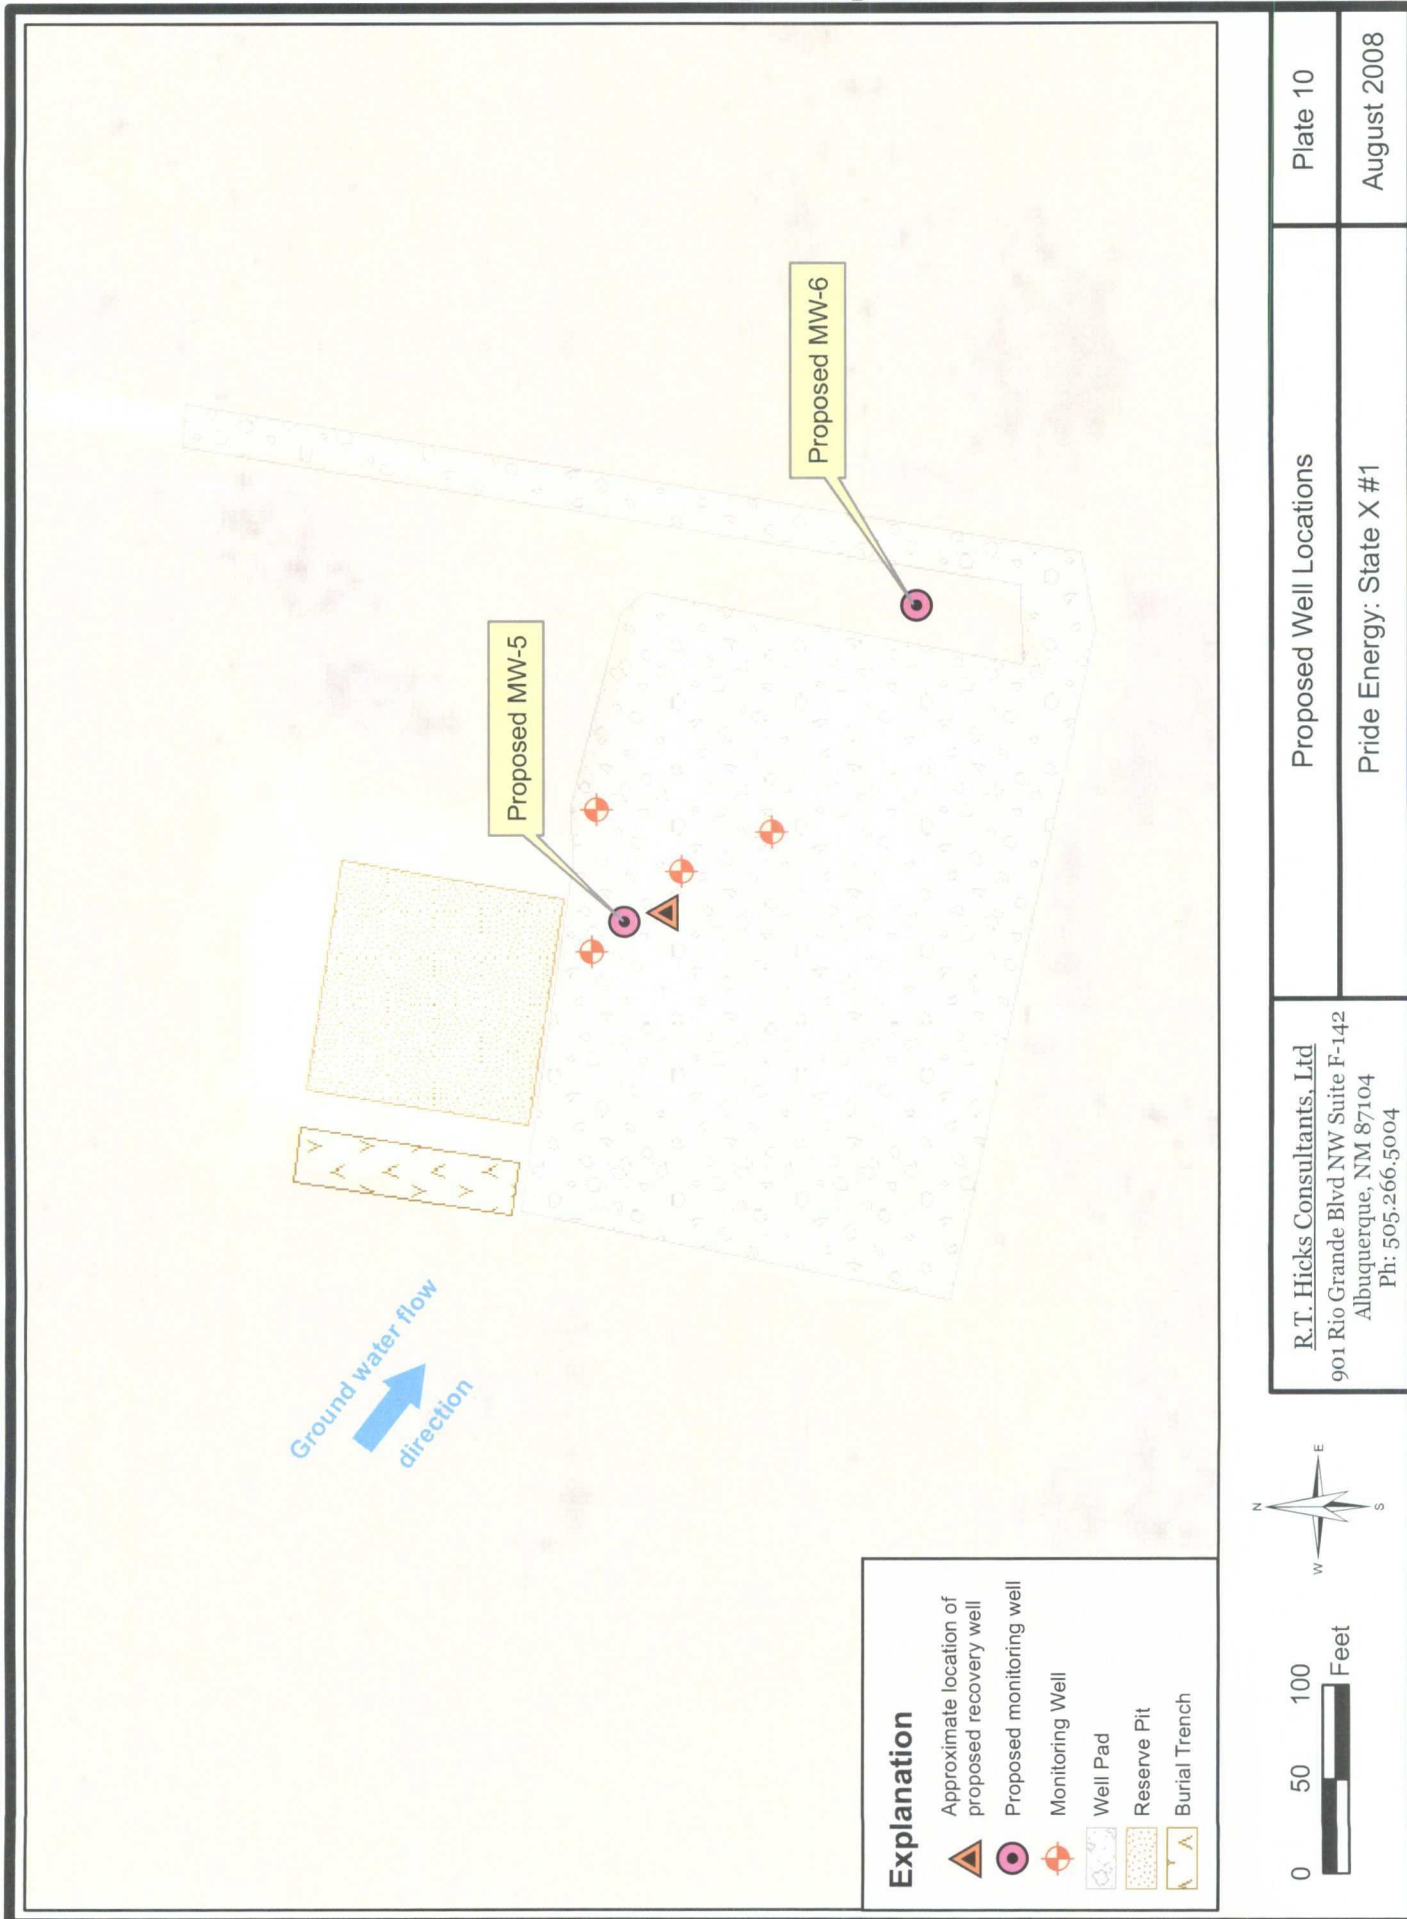 Ground water flow
direction
Proposed MW-5
Proposed MW-6
Explanation
Approximate location of
proposed recovery well
Proposed monitoring well
Monitoring Well
Well Pad
Reserve Pit
Burial Trench
0 50 100
Feet
N
W E
S
R.T. Hicks Consultants, Ltd
901 Rio Grande Blvd NW Suite F-142
Albuquerque, NM 87104
Ph: 505.266.5004
Proposed Well Locations
Pride Energy: State X #1
Plate 10
August 2008